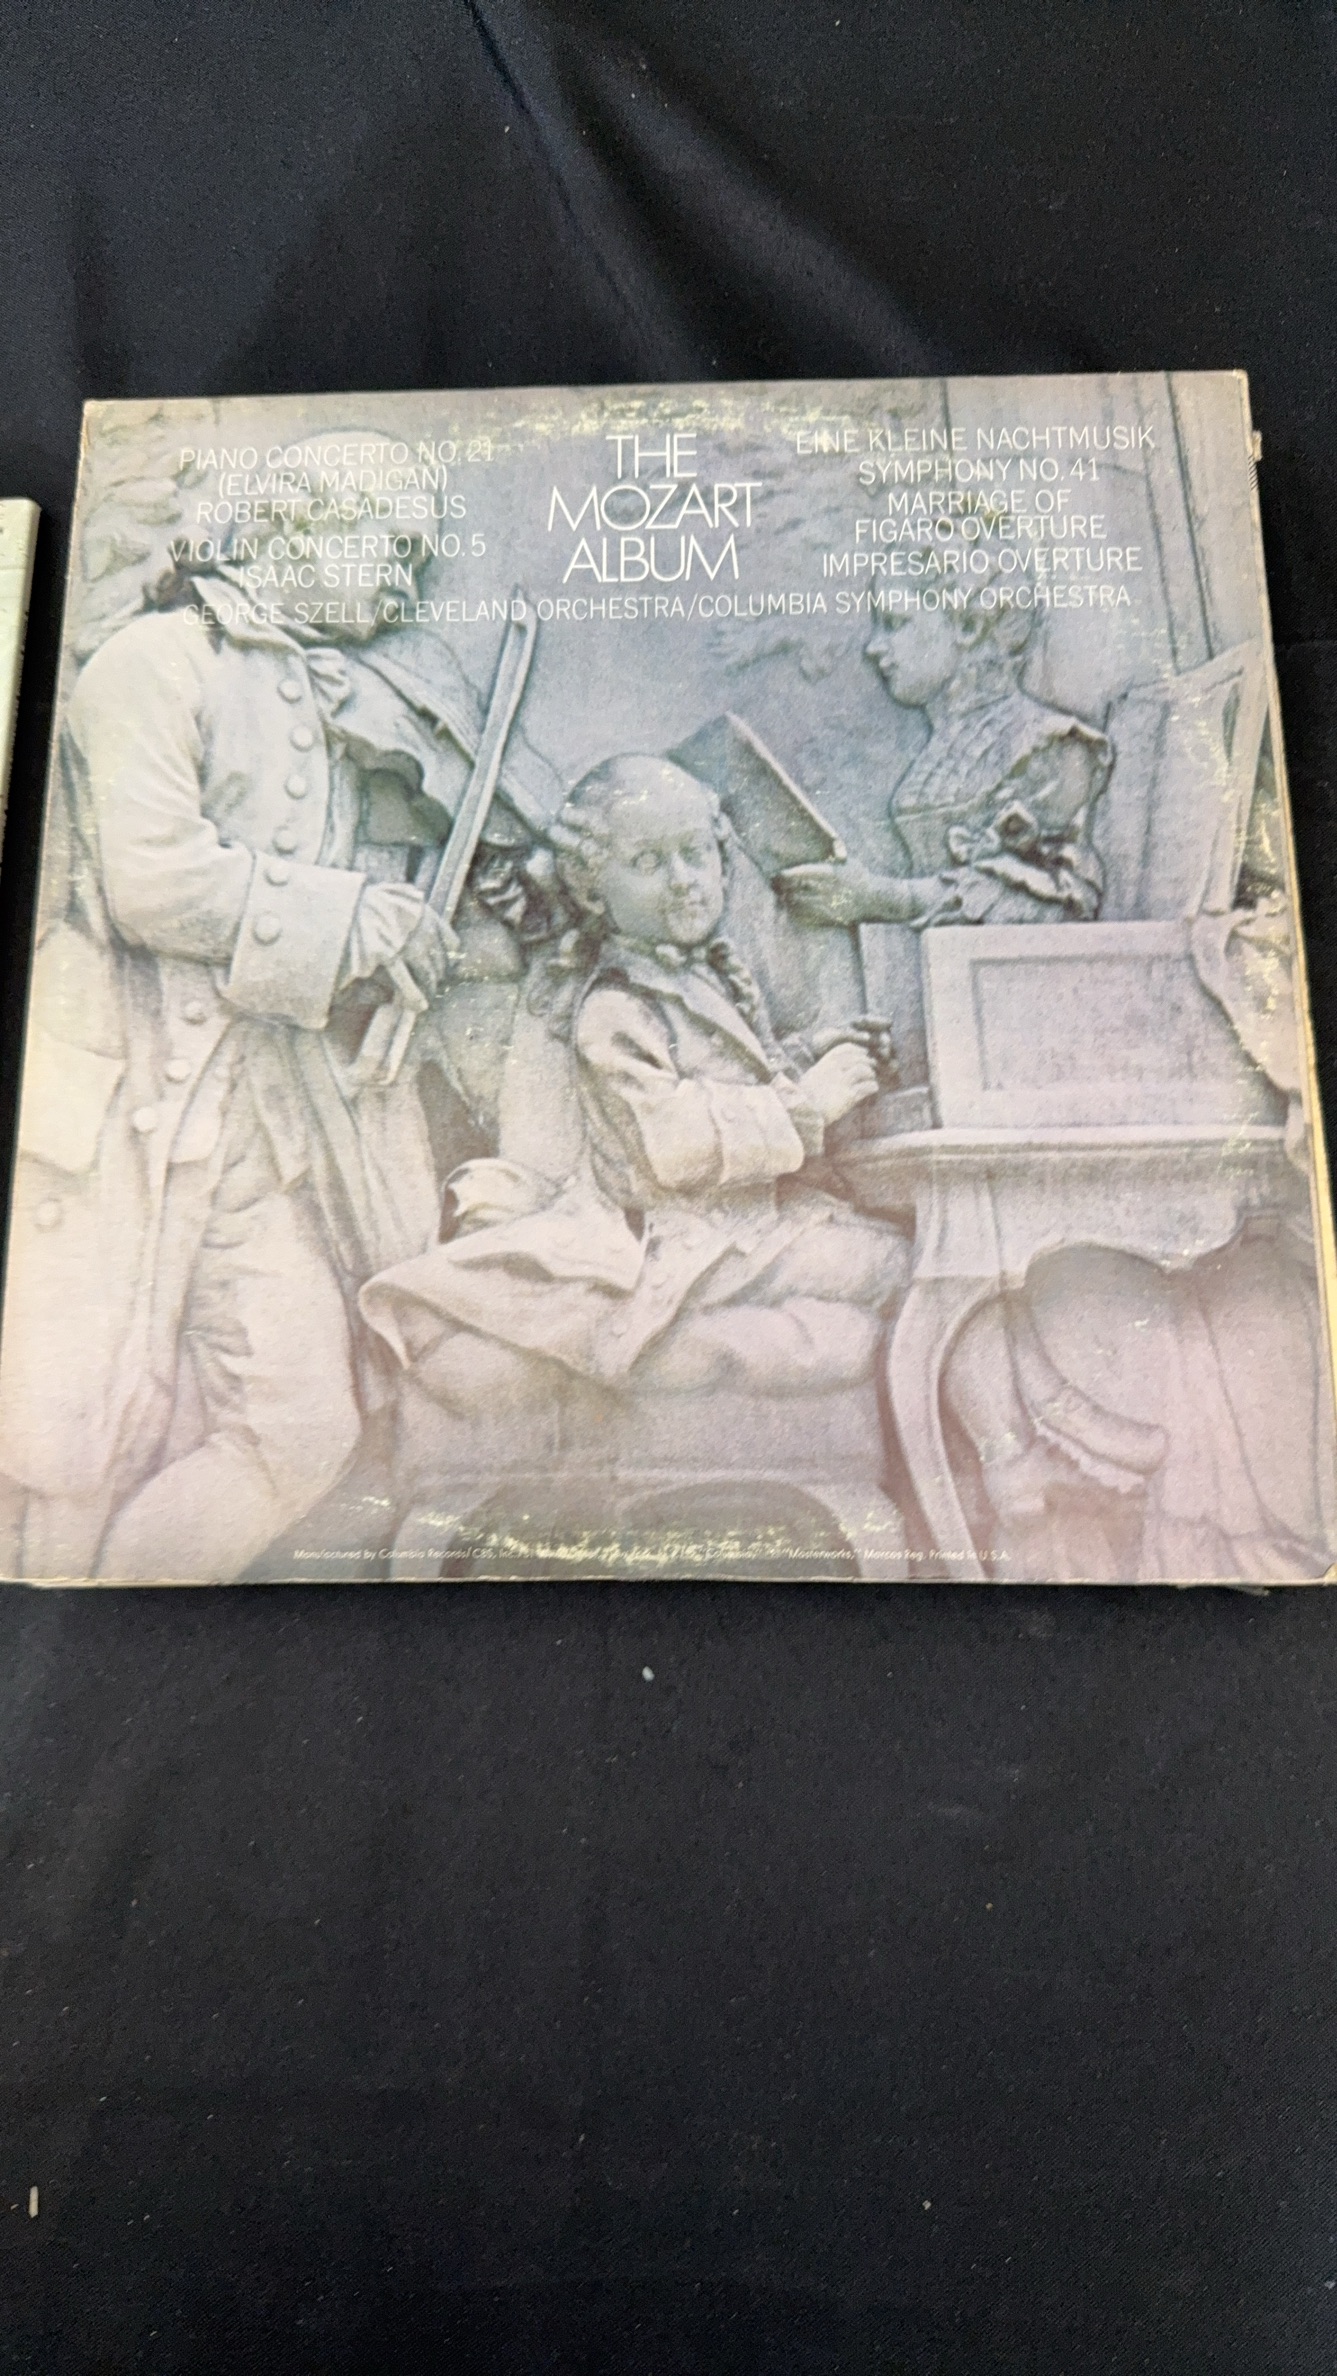 PIANO CONCERTO NO. 21
(ELVIRA MADIGAN)
ROBERT CASADESUS
VIOLIN CONCERTO NO. 5
ISAAC STERN
THE
MOZART
ALBUM
EINE KLEINE NACHTMUSIK
SYMPHONY NO. 41
MARRIAGE OF
FIGARO OVERTURE
IMPRESARIO OVERTURE
GEORGE SZELL/CLEVELAND ORCHESTRA/COLUMBIA SYMPHONY ORCHESTRA
Manufactured by Columbia Records/CBS, Inc. "Masterworks," Marcas Reg. Printed in U.S.A.